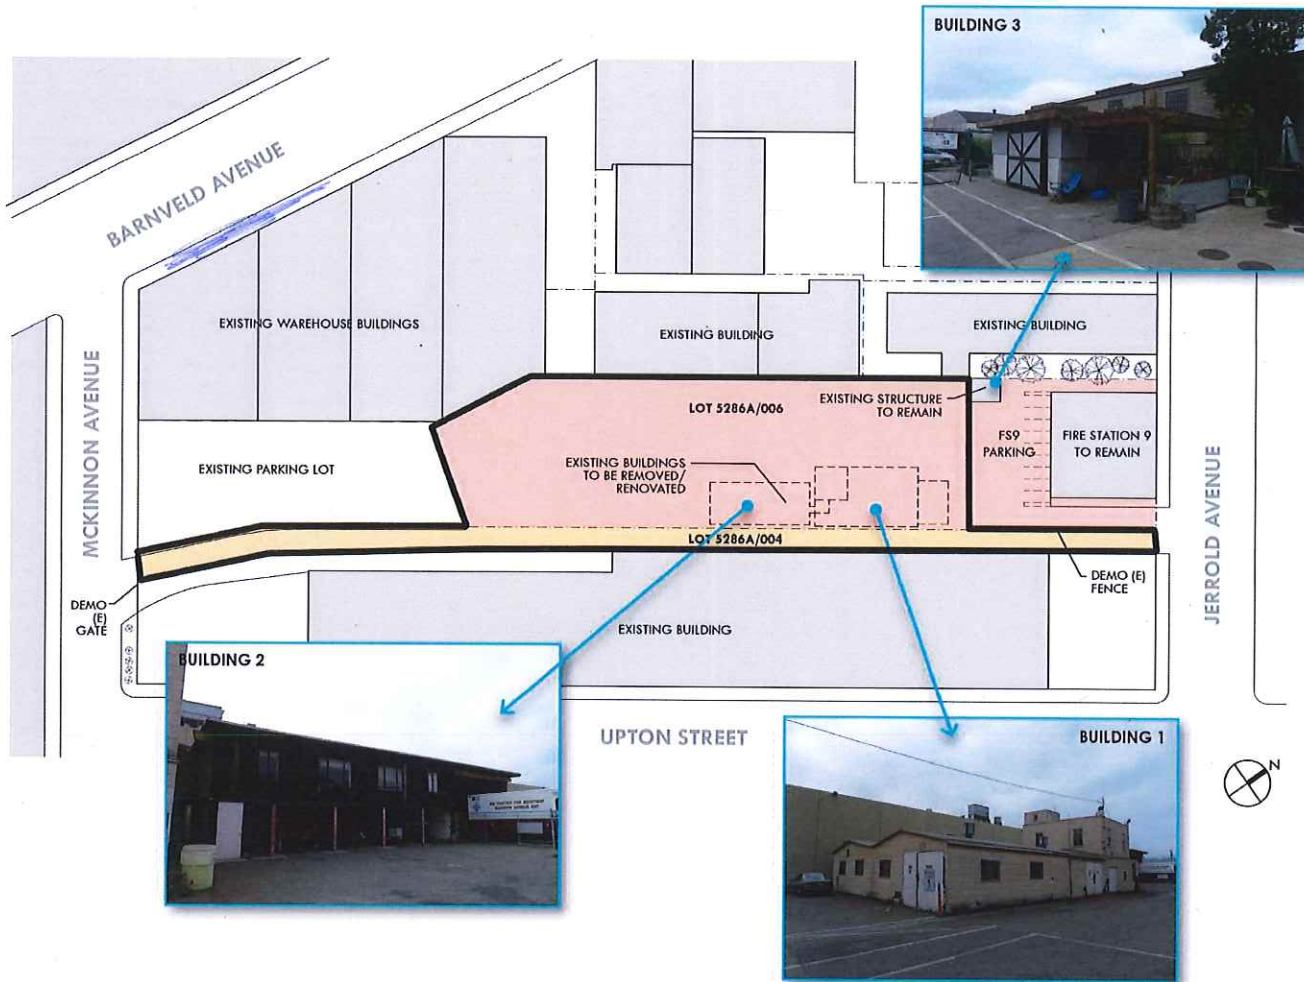 BUILDING 3
BARNVELD AVENUE
EXISTING WAREHOUSE BUILDINGS
EXISTING BUILDING
EXISTING BUILDING
MCKINNON AVENUE
LOT 5286A/006
EXISTING STRUCTURE
TO REMAIN
FS9
PARKING
FIRE STATION 9
TO REMAIN
EXISTING PARKING LOT
EXISTING BUILDINGS
TO BE REMOVED/
RENOVATED
JERROLD AVENUE
LOT 5286A/004
DEMO (E)
FENCE
DEMO
(E)
GATE
EXISTING BUILDING
BUILDING 2
UPTON STREET
BUILDING 1
N